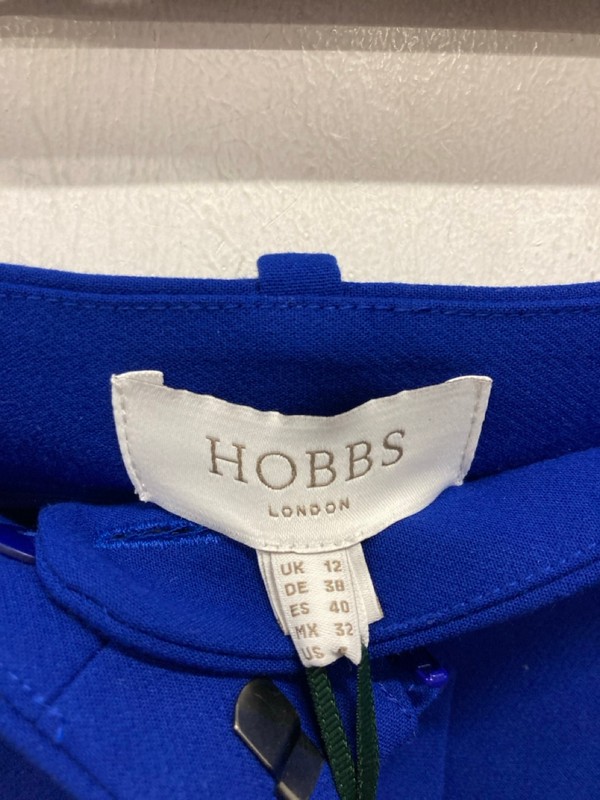 HOBBS
LONDON
UK 12
DE 38
ES 40
MX 32
US